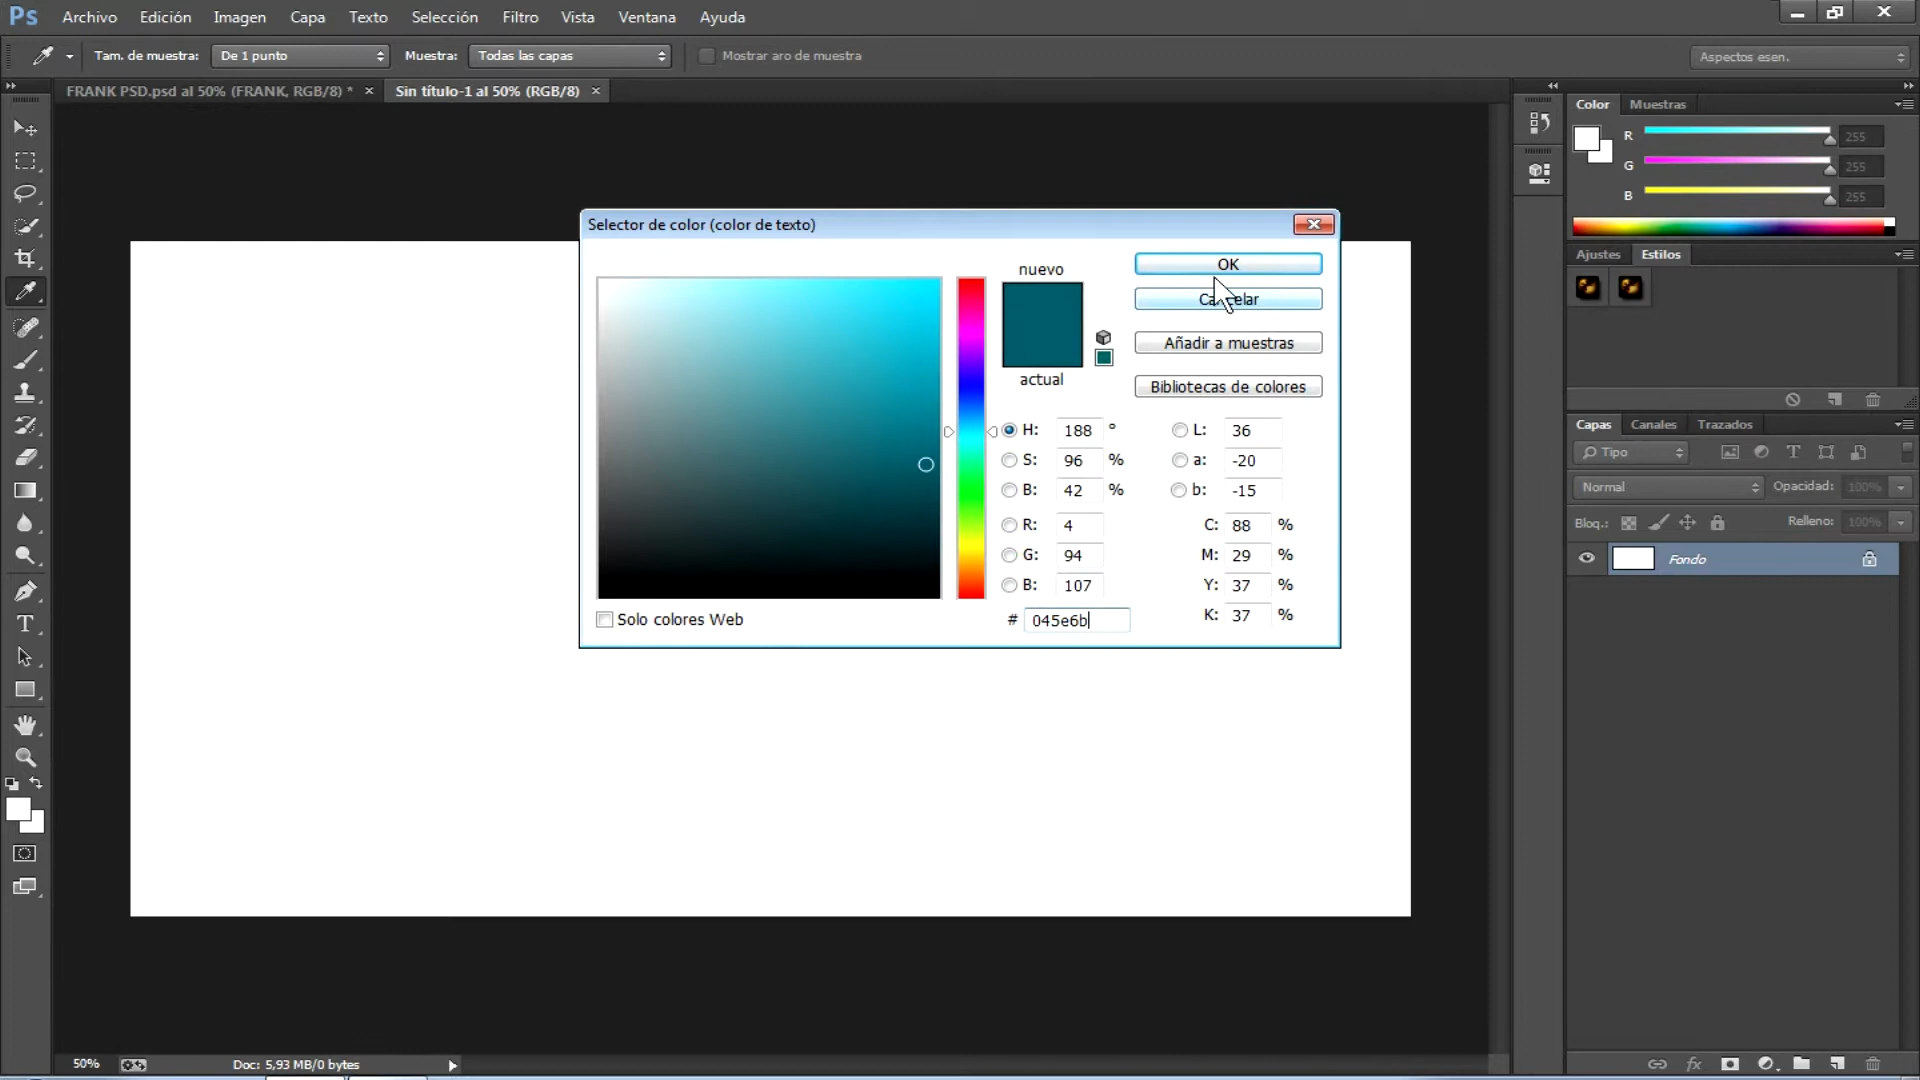 Ps Archivo Edición Imagen Capa Texto Selección Filtro Vista Ventana Ayuda
Tam. de muestra: De 1 punto Muestra: Todas las capas Mostrar aro de muestra Aspectos esen.
FRANK PSD.psd al 50% (FRANK, RGB/8) * × Sin título-1 al 50% (RGB/8) ×
Color Muestras
R 255
G 255
B 255
Ajustes Estilos
Selector de color (color de texto)
nuevo
actual
OK
Cancelar
Añadir a muestras
Bibliotecas de colores
H: 188 ° L: 36
S: 96 % a: -20
B: 42 % b: -15
R: 4 C: 88 %
G: 94 M: 29 %
B: 107 Y: 37 %
# 045e6b K: 37 %
Solo colores Web
Capas Canales Trazados
Tipo
Normal Opacidad: 100%
Bloq.: Relleno: 100%
Fondo
T
fx
50% Doc: 5,93 MB/0 bytes